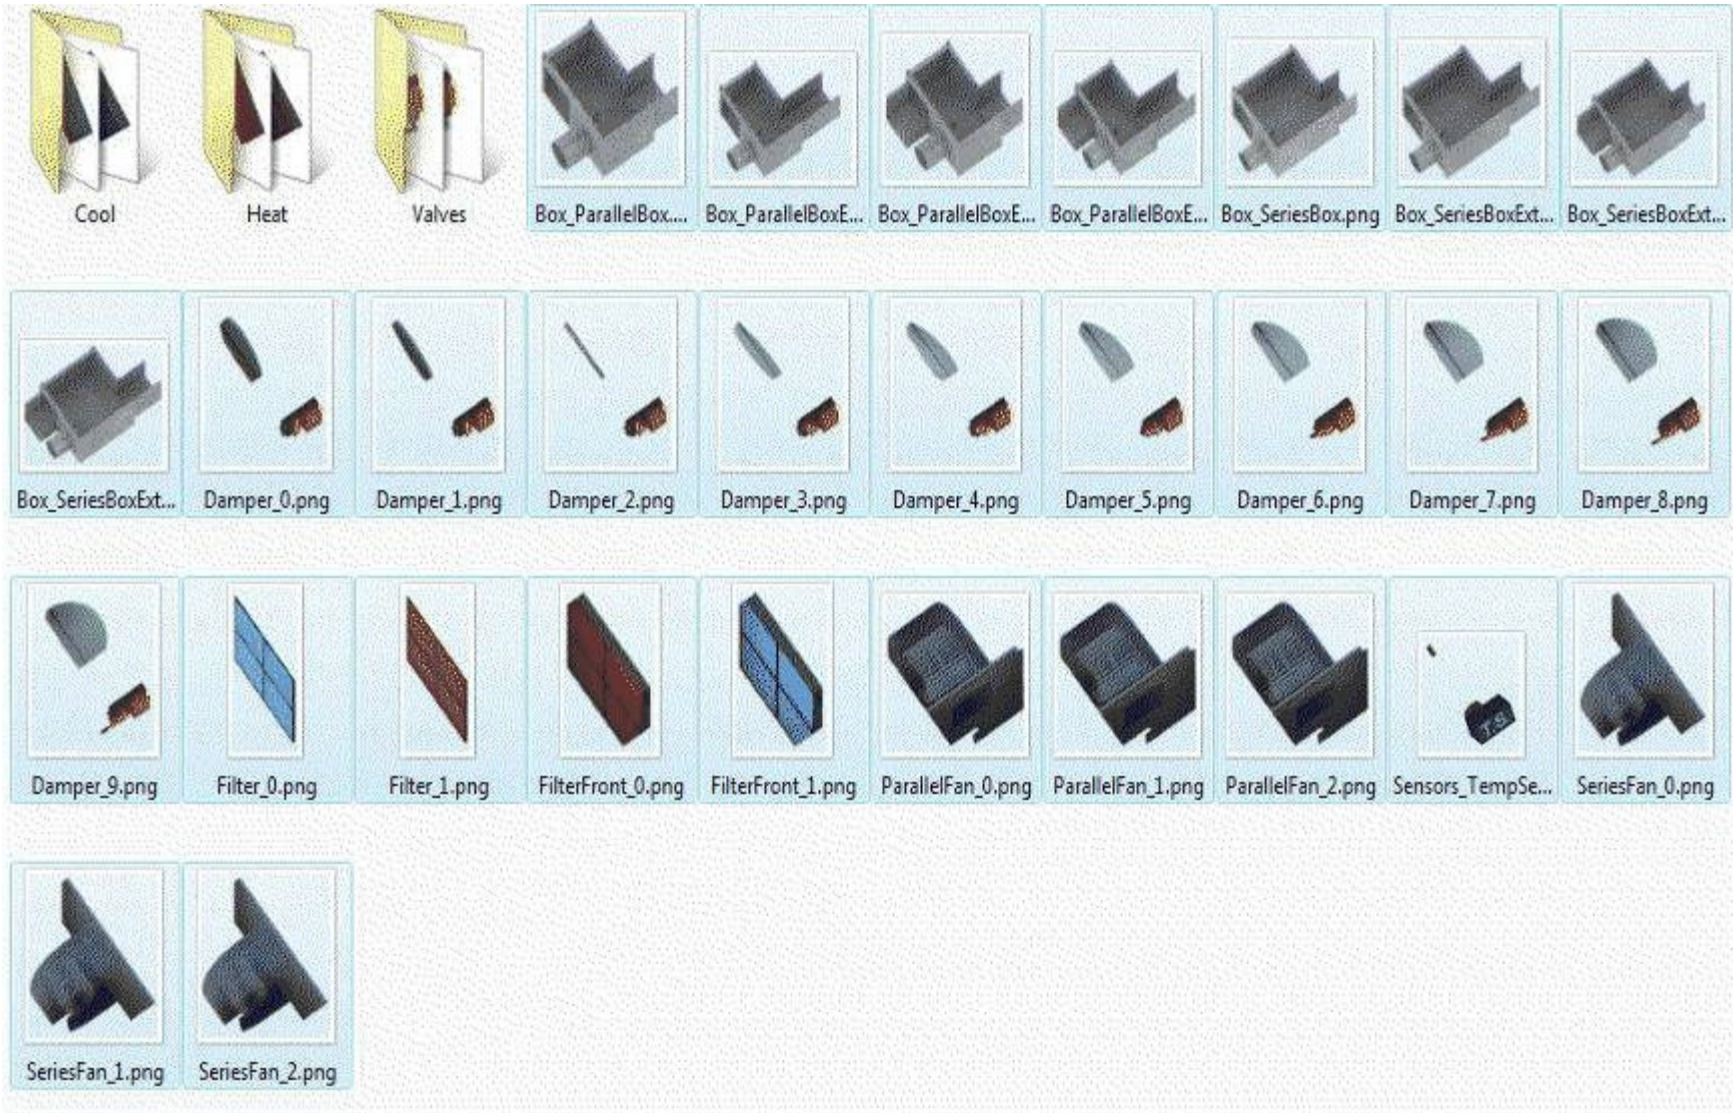 Cool Heat Valves Box_ParallelBox.... Box_ParallelBoxE... Box_ParallelBoxE... Box_ParallelBoxE... Box_SeriesBox.png Box_SeriesBoxExt... Box_SeriesBoxExt...
Box_SeriesBoxExt... Damper_0.png Damper_1.png Damper_2.png Damper_3.png Damper_4.png Damper_5.png Damper_6.png Damper_7.png Damper_8.png
Damper_9.png Filter_0.png Filter_1.png FilterFront_0.png FilterFront_1.png ParallelFan_0.png ParallelFan_1.png ParallelFan_2.png Sensors_TempSe... SeriesFan_0.png
SeriesFan_1.png SeriesFan_2.png